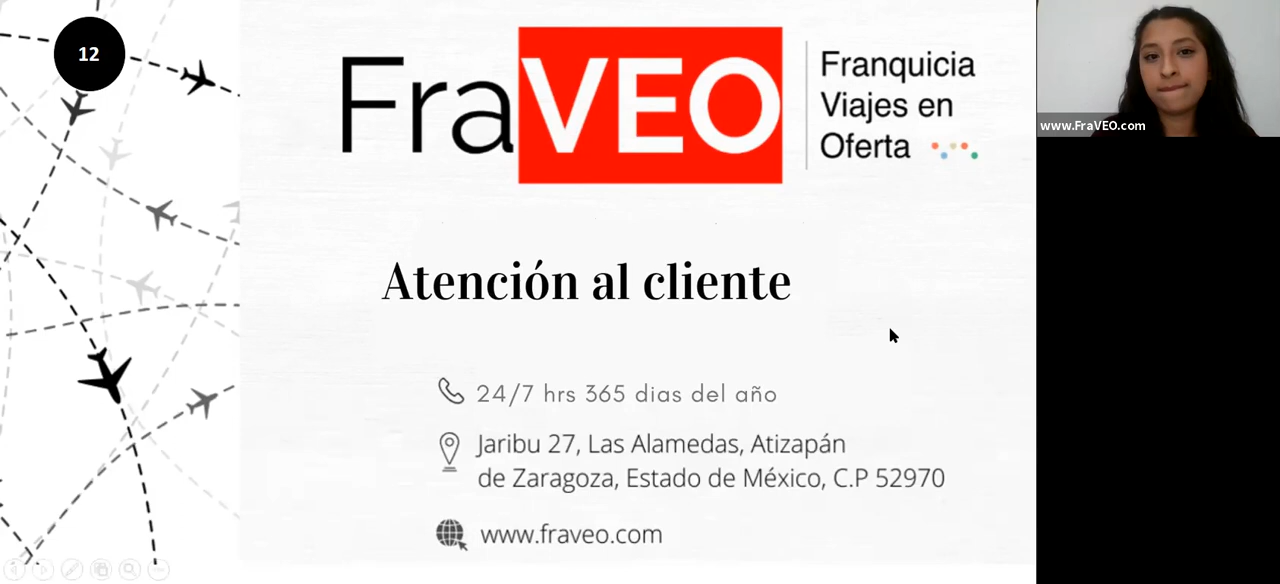 12
FraVEO
Franquicia
Viajes en
Oferta
www.FraVEO.com
Atención al cliente
24/7 hrs 365 dias del año
Jaribu 27, Las Alamedas, Atizapán
de Zaragoza, Estado de México, C.P 52970
www.fraveo.com